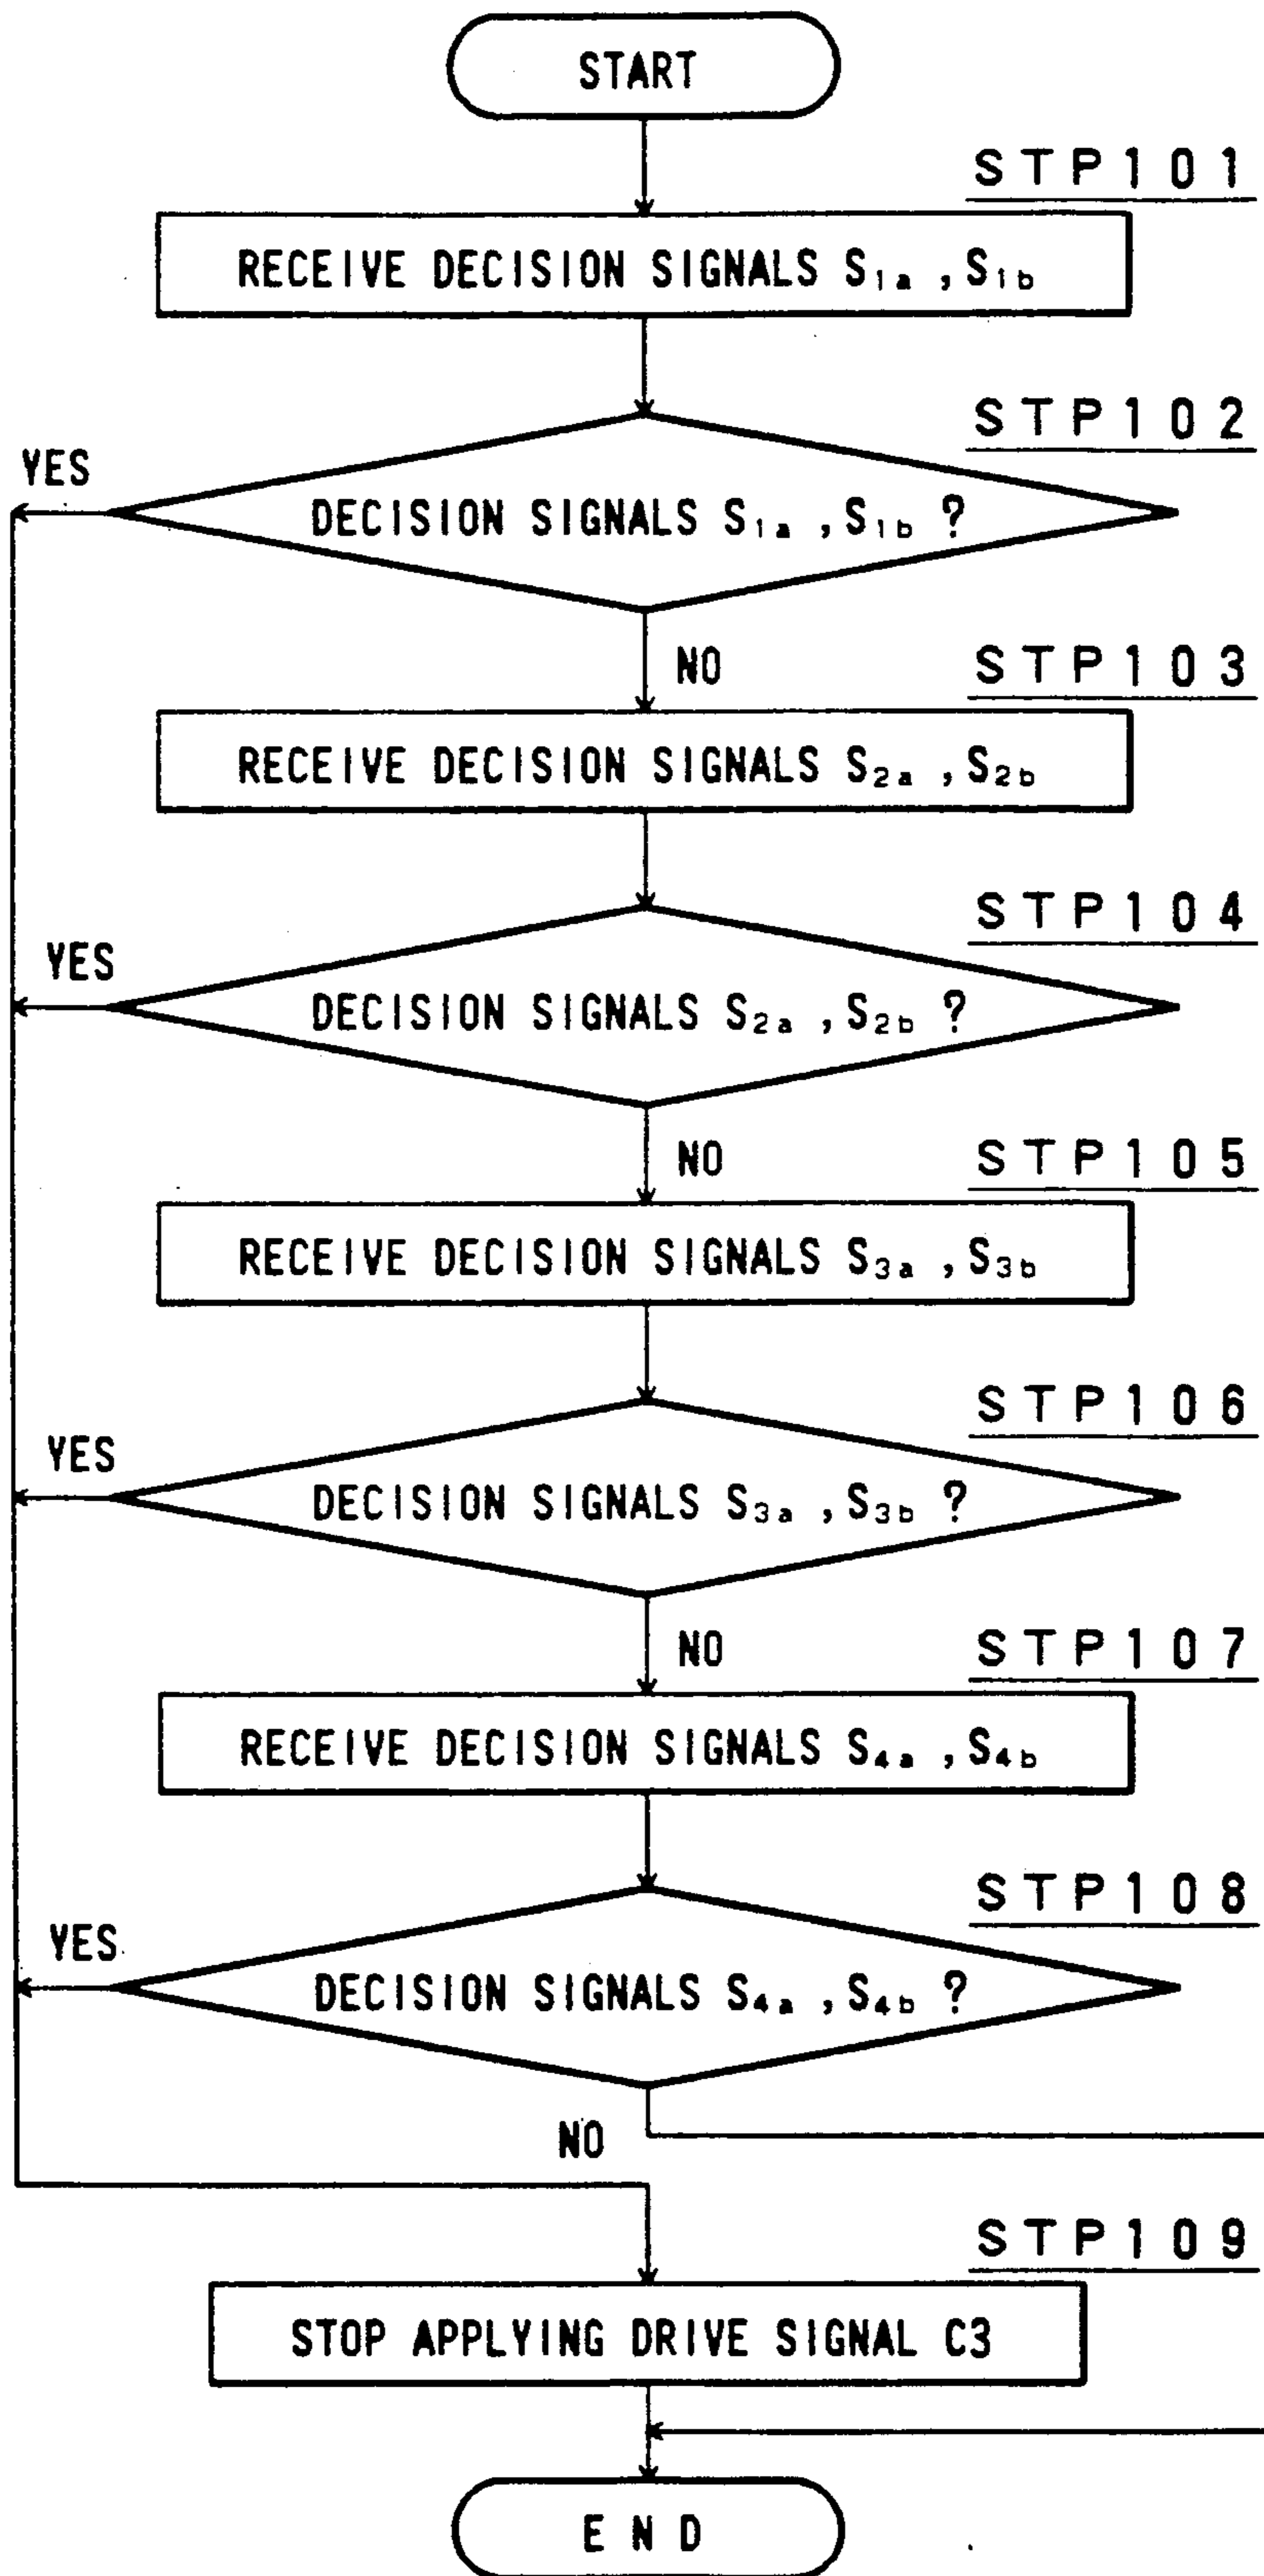 START
STP101
RECEIVE DECISION SIGNALS S1a , S1b
STP102
YES
DECISION SIGNALS S1a , S1b ?
NO
STP103
RECEIVE DECISION SIGNALS S2a , S2b
STP104
YES
DECISION SIGNALS S2a , S2b ?
NO
STP105
RECEIVE DECISION SIGNALS S3a , S3b
STP106
YES
DECISION SIGNALS S3a , S3b ?
NO
STP107
RECEIVE DECISION SIGNALS S4a , S4b
STP108
YES
DECISION SIGNALS S4a , S4b ?
NO
STP109
STOP APPLYING DRIVE SIGNAL C3
END